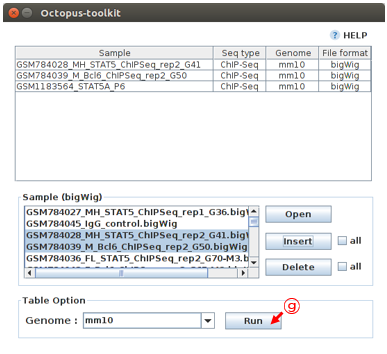 Octopus-toolkit
? HELP
Sample Seq type Genome File format
GSM784028_MH_STAT5_ChIPSeq_rep2_G41 ChIP-Seq mm10 bigWig
GSM784039_M_Bcl6_ChIPSeq_rep2_G50 ChIP-Seq mm10 bigWig
GSM1183564_STAT5A_P6 ChIP-Seq mm10 bigWig
Sample (bigWig)
GSM784027_MH_STAT5_ChIPSeq_rep1_G36.bigW
GSM784045_IgG_control.bigWig
GSM784028_MH_STAT5_ChIPSeq_rep2_G41.bigW
GSM784039_M_Bcl6_ChIPSeq_rep2_G50.bigWig
GSM784036_FL_STAT5_ChIPSeq_rep2_G70-M3.b
Open
Insert all
Delete all
Table Option
Genome : mm10 Run
g